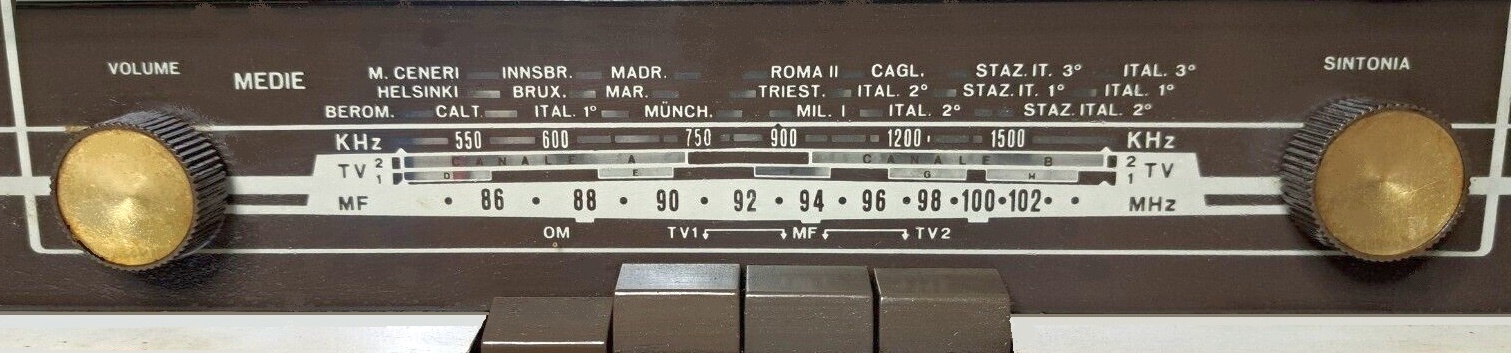 VOLUME
SINTONIA
MEDIE
M. CENERI INNSBR. MADR. ROMA II CAGL. STAZ. IT. 3° ITAL. 3°
HELSINKI BRUX. MAR. TRIEST. ITAL. 2° STAZ. IT. 1° ITAL. 1°
BEROM. CALT. ITAL. 1° MÜNCH. MIL. I ITAL. 2° STAZ. ITAL. 2°
KHz 550 600 750 900 1200 1500 KHz
TV 2 CANALE A CANALE B 2 TV
1 D E F G H 1
MF • 86 • 88 • 90 • 92 • 94 • 96 • 98 • 100 • 102 • • MHz
OM TV1 MF TV2